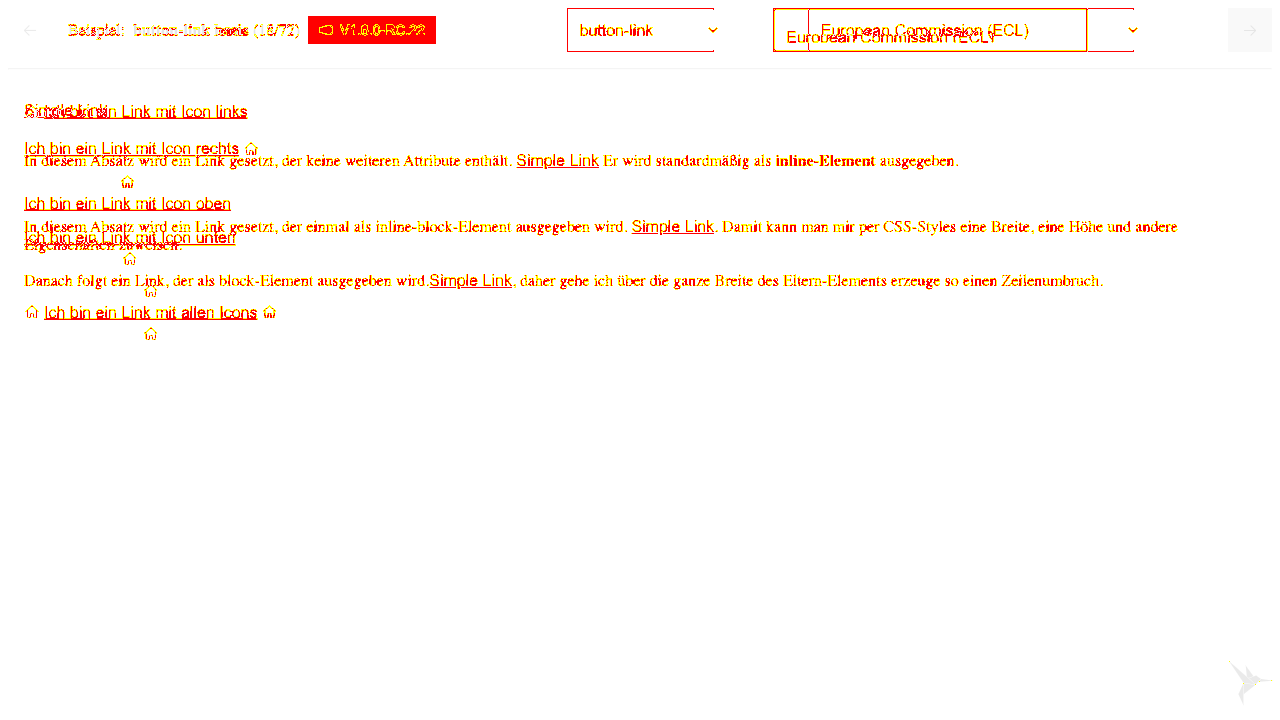 Beispiel: button-link basis V1.0.0-RC.22 button-link European Commission (ECL)
European Commission (ECL)
Simple Link
Ich bin ein Link mit Icon links
Ich bin ein Link mit Icon rechts
In diesem Absatz wird ein Link gesetzt, der keine weiteren Attribute enthält. Simple Link Er wird standardmäßig als inline-Element ausgegeben.
Ich bin ein Link mit Icon oben
In diesem Absatz wird ein Link gesetzt, der einmal als inline-block-Element ausgegeben wird. Simple Link. Damit kann man mir per CSS-Styles eine Breite, eine Höhe und andere
Ich bin ein Link mit Icon unten
Eigenschaften zuweisen.
Danach folgt ein Link, der als block-Element ausgegeben wird.Simple Link, daher gehe ich über die ganze Breite des Eltern-Elements erzeuge so einen Zeilenumbruch.
Ich bin ein Link mit allen Icons